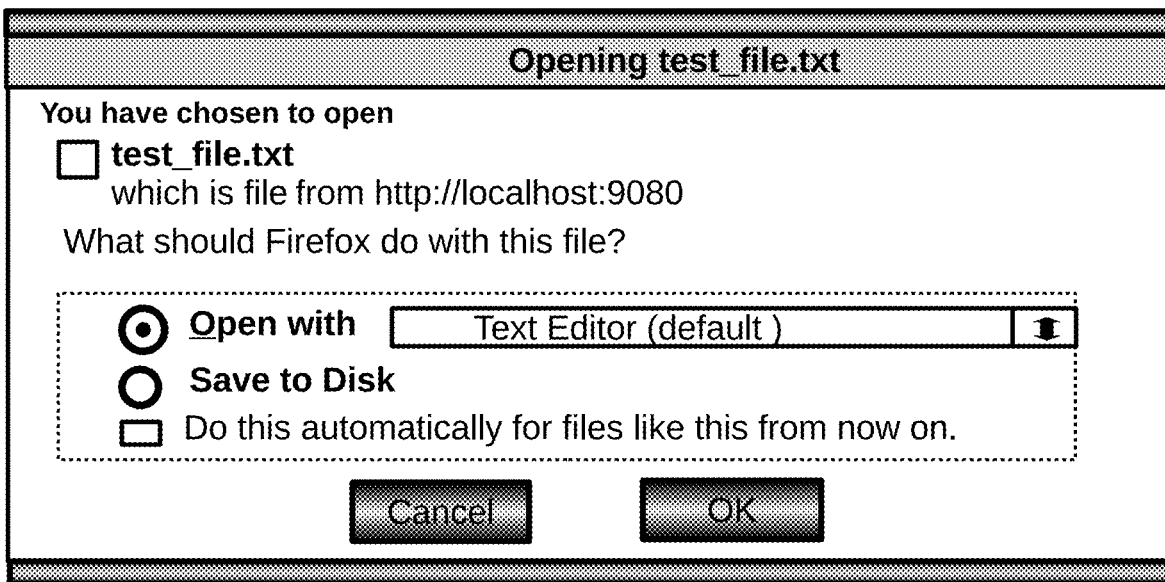 Opening test_file.txt
You have chosen to open
test_file.txt
which is file from http://localhost:9080
What should Firefox do with this file?
Open with Text Editor (default )
Save to Disk
Do this automatically for files like this from now on.
Cancel OK